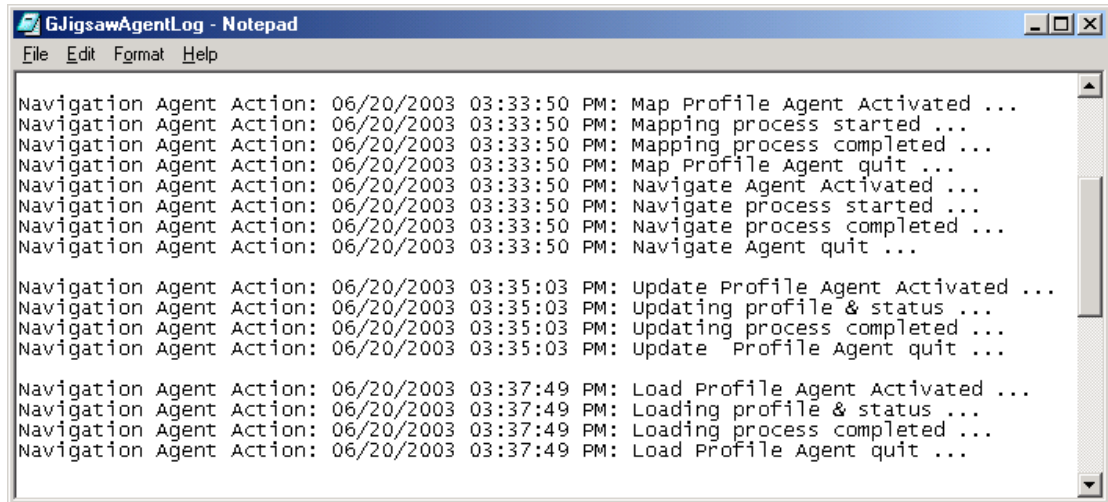 GJigsawAgentLog - Notepad
File Edit Format Help
Navigation Agent Action: 06/20/2003 03:33:50 PM: Map Profile Agent Activated ...
Navigation Agent Action: 06/20/2003 03:33:50 PM: Mapping process started ...
Navigation Agent Action: 06/20/2003 03:33:50 PM: Mapping process completed ...
Navigation Agent Action: 06/20/2003 03:33:50 PM: Map Profile Agent quit ...
Navigation Agent Action: 06/20/2003 03:33:50 PM: Navigate Agent Activated ...
Navigation Agent Action: 06/20/2003 03:33:50 PM: Navigate process started ...
Navigation Agent Action: 06/20/2003 03:33:50 PM: Navigate process completed ...
Navigation Agent Action: 06/20/2003 03:33:50 PM: Navigate Agent quit ...
Navigation Agent Action: 06/20/2003 03:35:03 PM: Update Profile Agent Activated ...
Navigation Agent Action: 06/20/2003 03:35:03 PM: Updating profile & status ...
Navigation Agent Action: 06/20/2003 03:35:03 PM: Updating process completed ...
Navigation Agent Action: 06/20/2003 03:35:03 PM: Update  Profile Agent quit ...
Navigation Agent Action: 06/20/2003 03:37:49 PM: Load Profile Agent Activated ...
Navigation Agent Action: 06/20/2003 03:37:49 PM: Loading profile & status ...
Navigation Agent Action: 06/20/2003 03:37:49 PM: Loading process completed ...
Navigation Agent Action: 06/20/2003 03:37:49 PM: Load Profile Agent quit ...